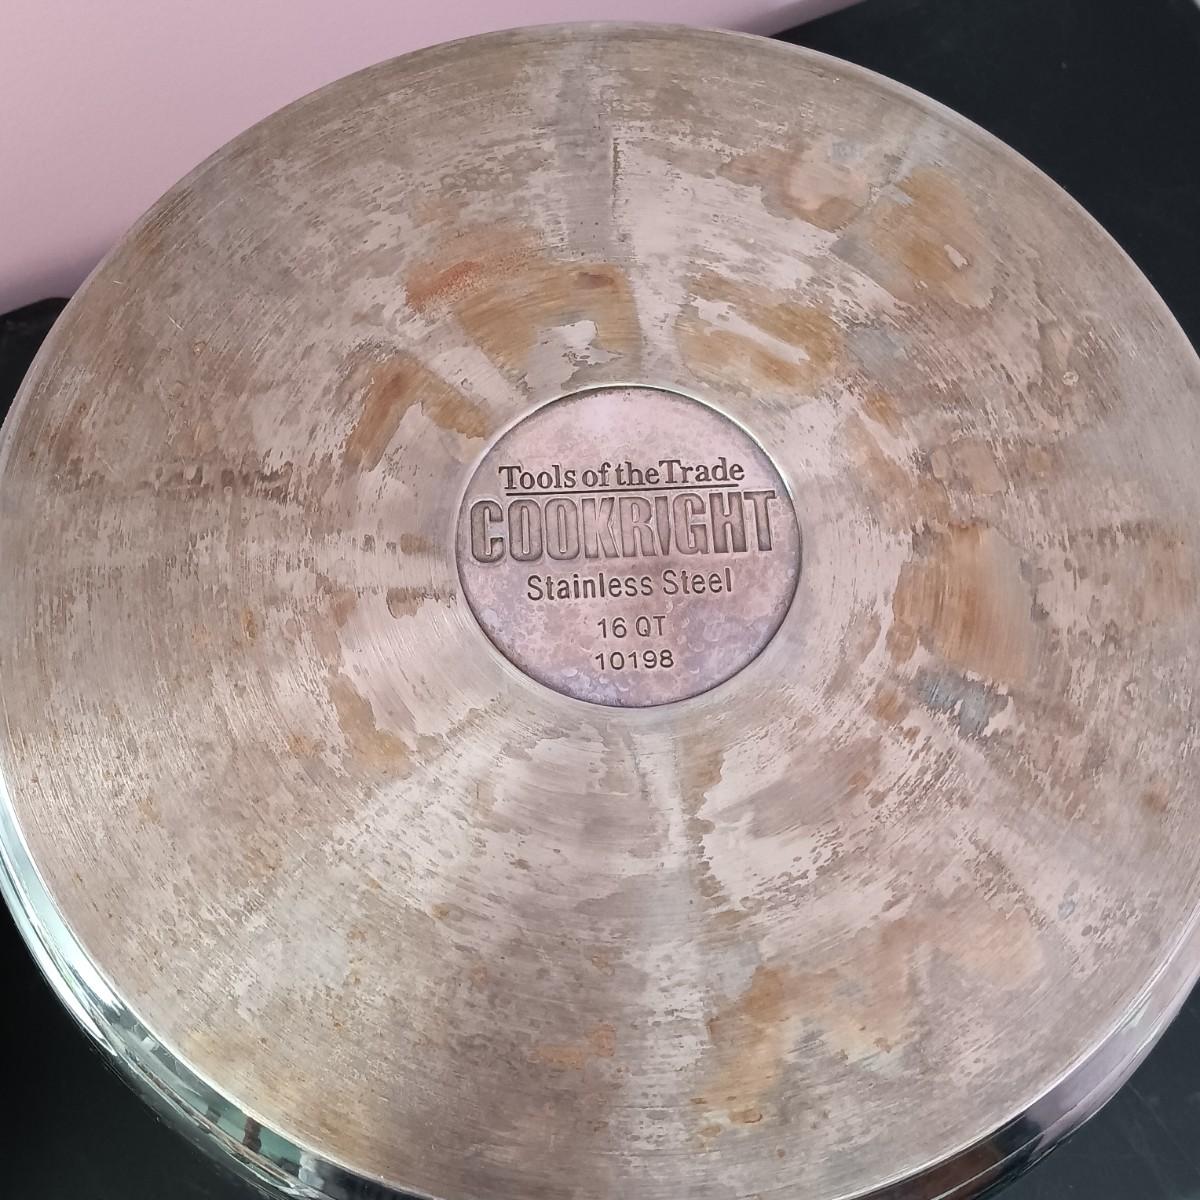 Tools of the Trade
COOKRIGHT
Stainless Steel
16 QT
10198